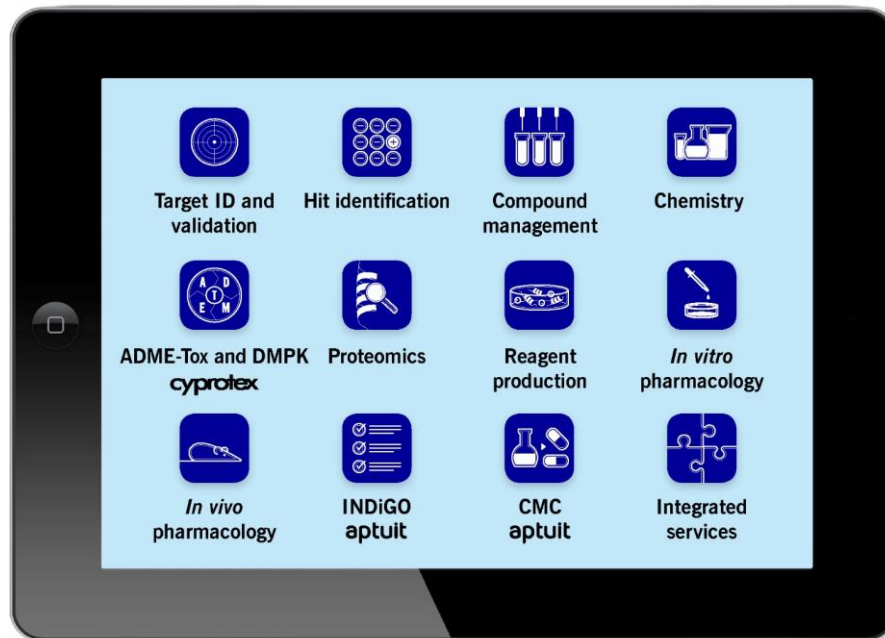 Target ID and
validation
Hit identification
Compound
management
Chemistry
A D
T
E M
ADME-Tox and DMPK
cyprotex
Proteomics
Reagent
production
In vitro
pharmacology
In vivo
pharmacology
INDiGO
aptuit
CMC
aptuit
Integrated
services